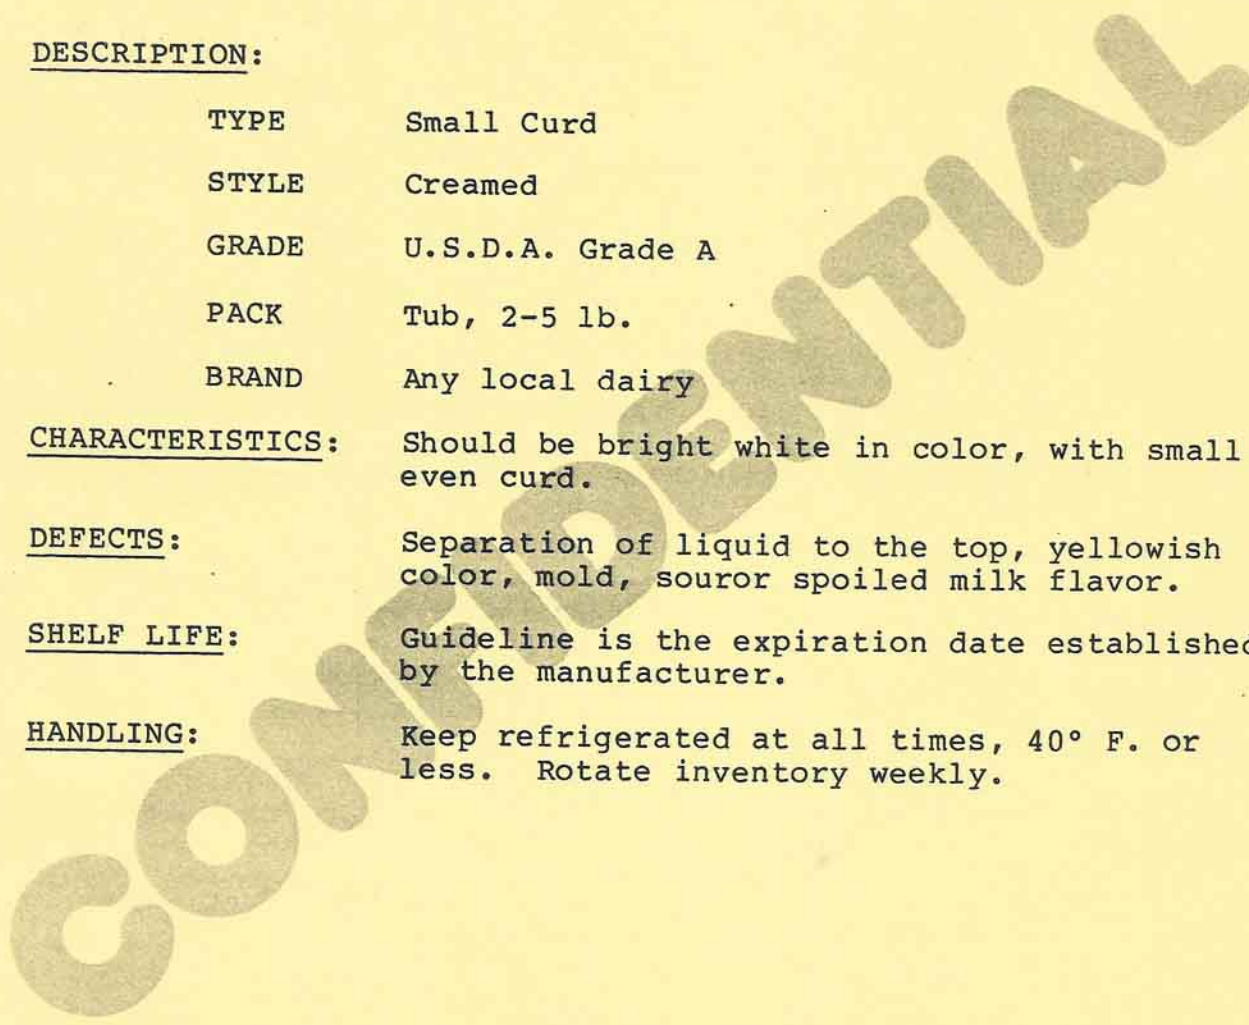 DESCRIPTION:
TYPE Small Curd
STYLE Creamed
GRADE U.S.D.A. Grade A
PACK Tub, 2-5 lb.
BRAND Any local dairy
CHARACTERISTICS: Should be bright white in color, with small
even curd.
DEFECTS: Separation of liquid to the top, yellowish
color, mold, souror spoiled milk flavor.
SHELF LIFE: Guideline is the expiration date established
by the manufacturer.
HANDLING: Keep refrigerated at all times, 40° F. or
less. Rotate inventory weekly.
CONFIDENTIAL